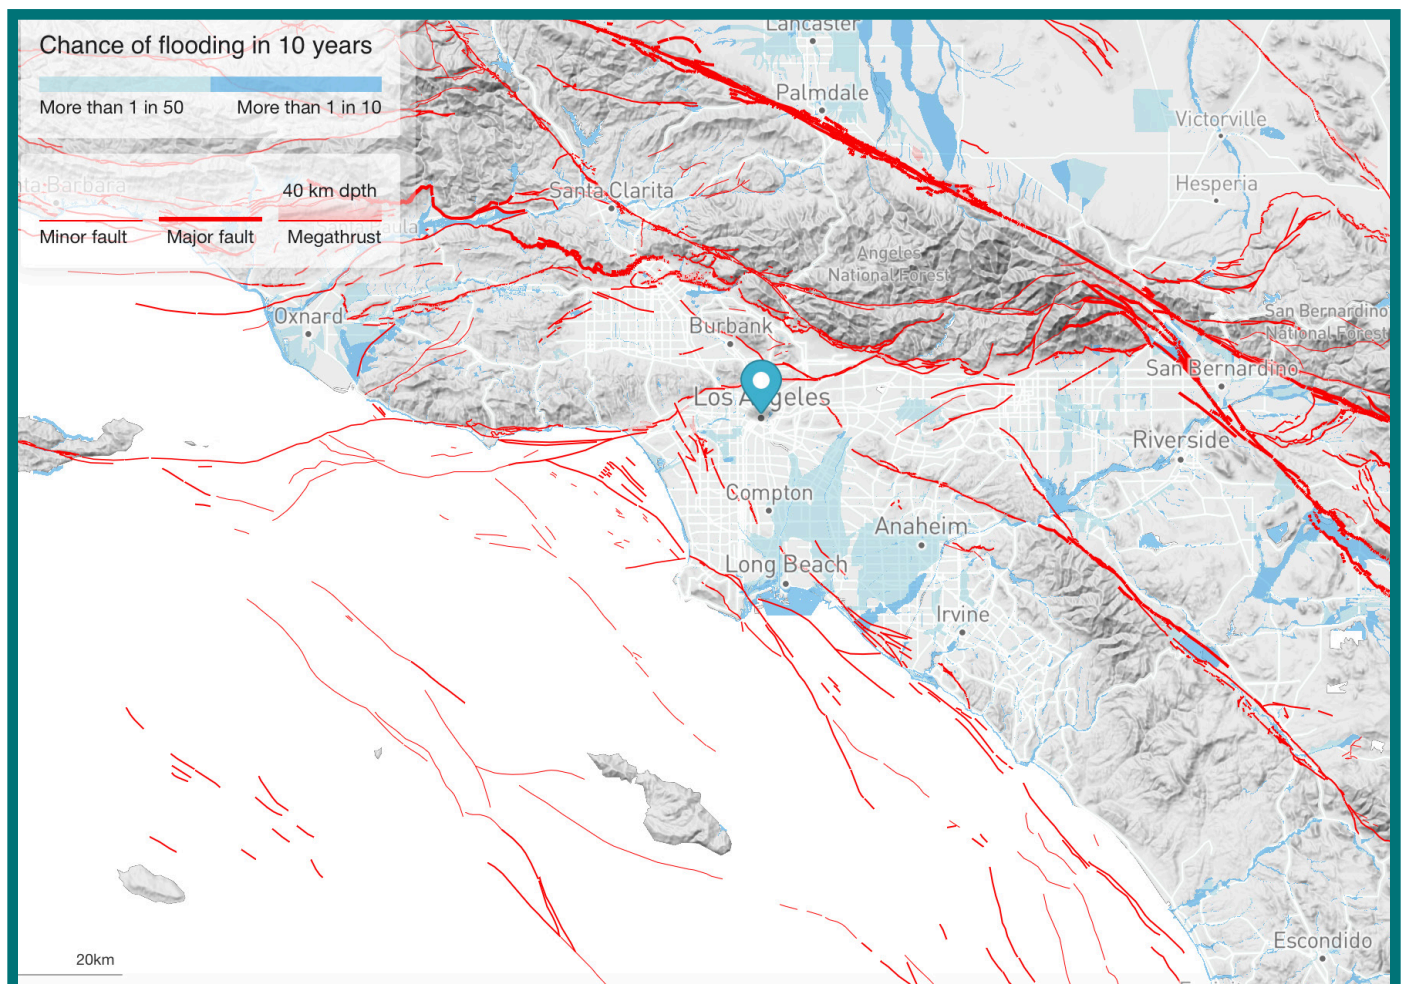 Chance of flooding in 10 years
More than 1 in 50
More than 1 in 10
40 km dpth
Minor fault
Major fault
Megathrust
Lancaster
Palmdale
Victorville
Hesperia
nta Barbara
Santa Clarita
Angeles
National Forest
Oxnard
Burbank
San Bernardino
National Forest
San Bernardino
Los Angeles
Riverside
Compton
Anaheim
Long Beach
Irvine
Escondido
20km